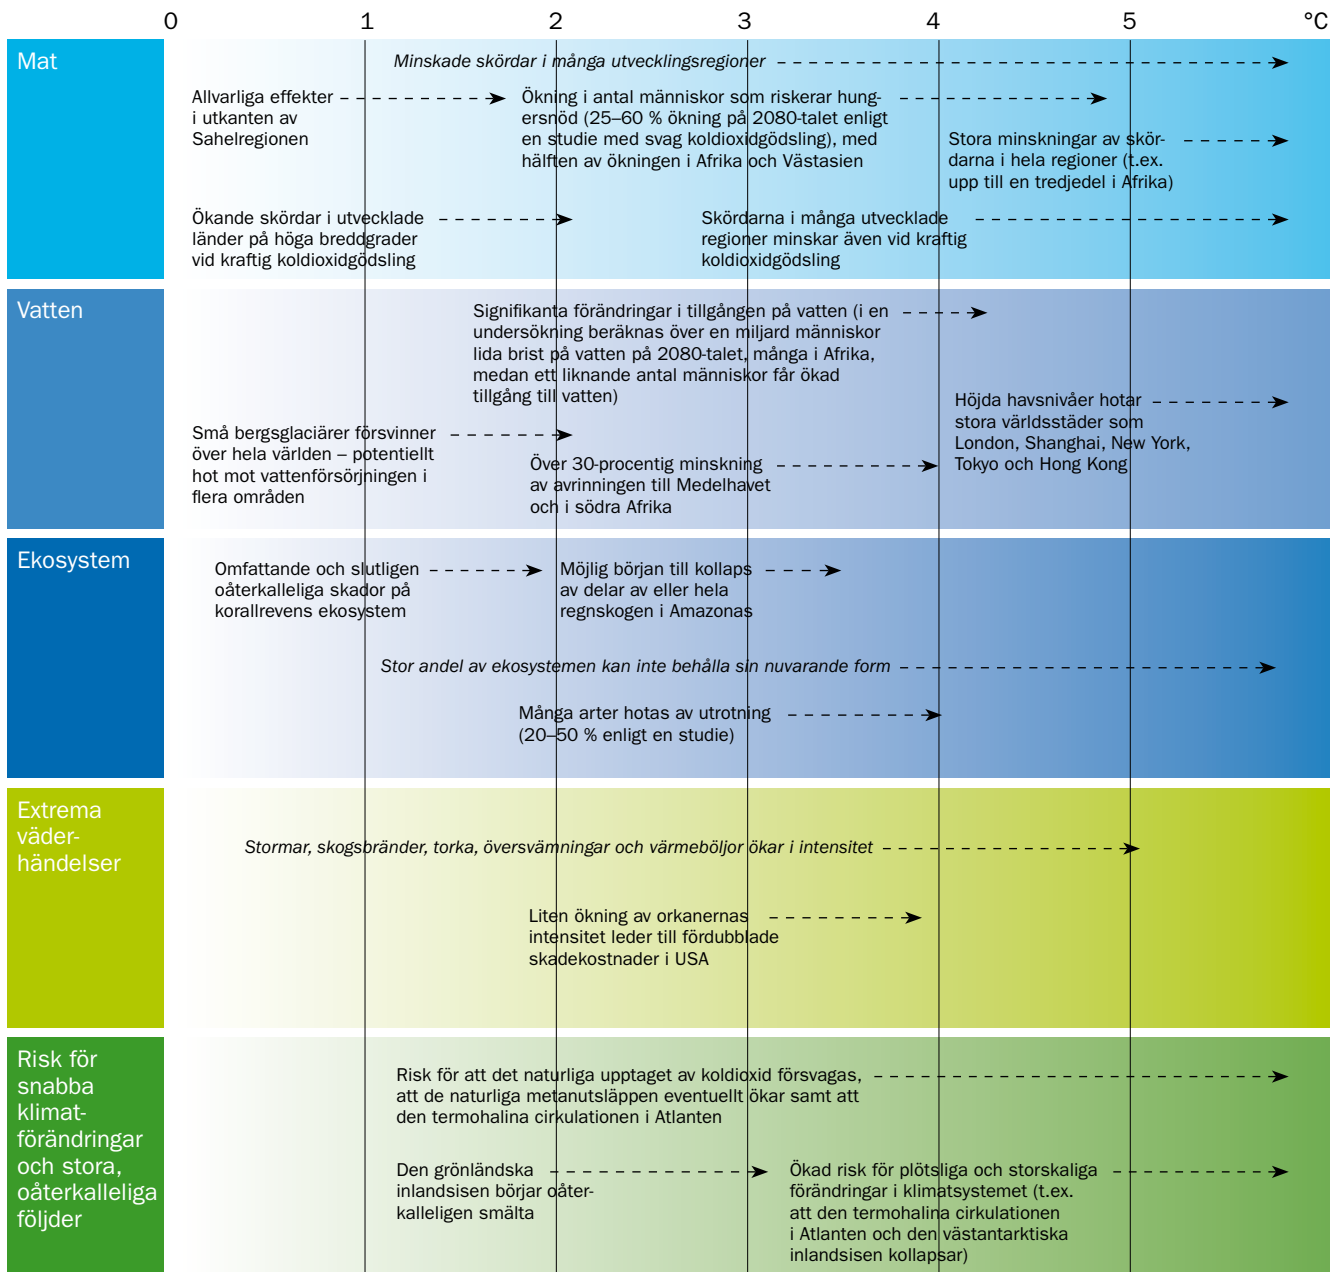 0 1 2 3 4 5 °C
Mat
Minskade skördar i många utvecklingsregioner
Allvarliga effekter
i utkanten av
Sahelregionen
Ökning i antal människor som riskerar hung-
ersnöd (25–60 % ökning på 2080-talet enligt
en studie med svag koldioxidgödsling), med
hälften av ökningen i Afrika och Västasien
Stora minskningar av skör-
darna i hela regioner (t.ex.
upp till en tredjedel i Afrika)
Ökande skördar i utvecklade
länder på höga breddgrader
vid kraftig koldioxidgödsling
Skördarna i många utvecklade
regioner minskar även vid kraftig
koldioxidgödsling
Vatten
Signifikanta förändringar i tillgången på vatten (i en
undersökning beräknas över en miljard människor
lida brist på vatten på 2080-talet, många i Afrika,
medan ett liknande antal människor får ökad
tillgång till vatten)
Höjda havsnivåer hotar
stora världsstäder som
London, Shanghai, New York,
Tokyo och Hong Kong
Små bergsglaciärer försvinner
över hela världen – potentiellt
hot mot vattenförsörjningen i
flera områden
Över 30-procentig minskning
av avrinningen till Medelhavet
och i södra Afrika
Ekosystem
Omfattande och slutligen
oåterkalleliga skador på
korallrevens ekosystem
Möjlig början till kollaps
av delar av eller hela
regnskogen i Amazonas
Stor andel av ekosystemen kan inte behålla sin nuvarande form
Många arter hotas av utrotning
(20–50 % enligt en studie)
Extrema
väder-
händelser
Stormar, skogsbränder, torka, översvämningar och värmeböljor ökar i intensitet
Liten ökning av orkanernas
intensitet leder till fördubblade
skadekostnader i USA
Risk för
snabba
klimat-
förändringar
och stora,
oåterkalleliga
följder
Risk för att det naturliga upptaget av koldioxid försvagas,
att de naturliga metanutsläppen eventuellt ökar samt att
den termohalina cirkulationen i Atlanten
Den grönländska
inlandsisen börjar oåter-
kalleligen smälta
Ökad risk för plötsliga och storskaliga
förändringar i klimatsystemet (t.ex.
att den termohalina cirkulationen
i Atlanten och den västantarktiska
inlandsisen kollapsar)